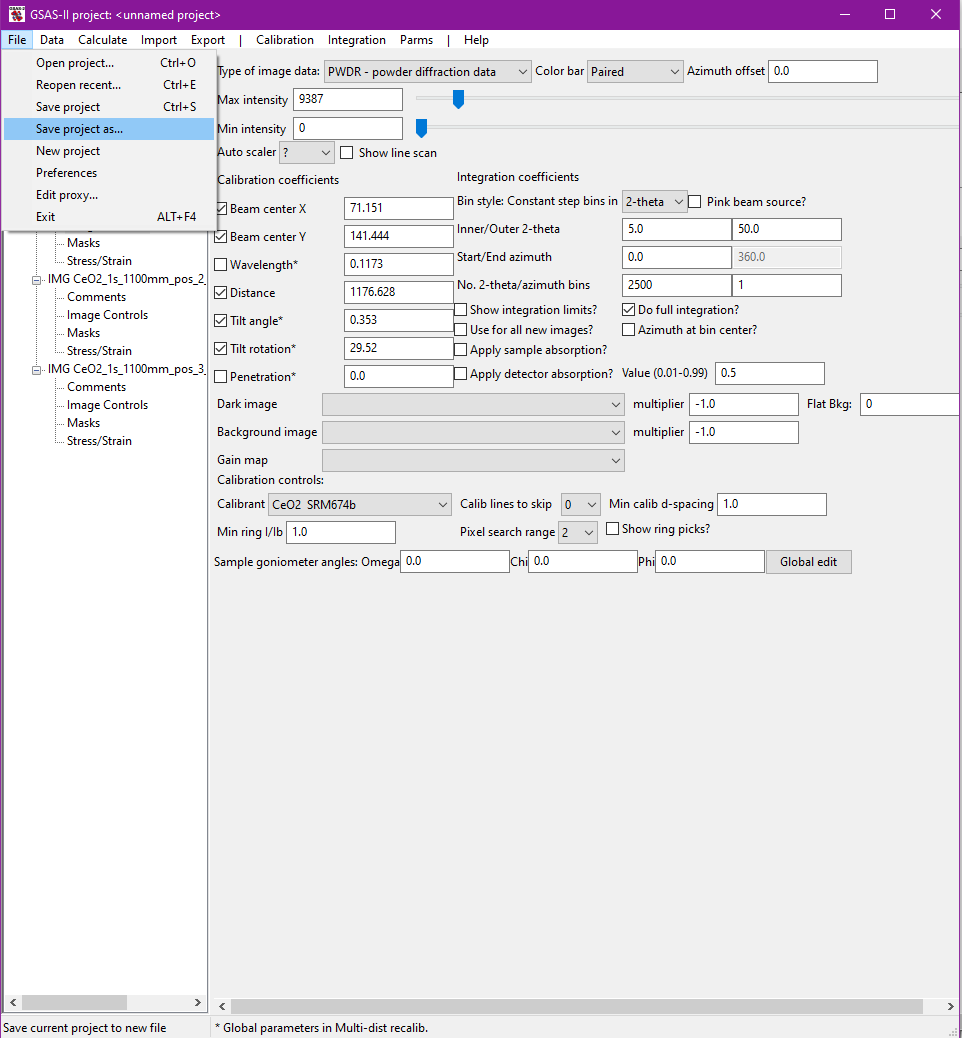 GSAS-II project: <unnamed project>
File Data Calculate Import Export | Calibration Integration Parms | Help
Open project... Ctrl+O
Reopen recent... Ctrl+E
Save project Ctrl+S
Save project as...
New project
Preferences
Edit proxy...
Exit ALT+F4
Masks
Stress/Strain
IMG CeO2_1s_1100mm_pos_2_
Comments
Image Controls
Masks
Stress/Strain
IMG CeO2_1s_1100mm_pos_3_
Comments
Image Controls
Masks
Stress/Strain
Type of image data: PWDR - powder diffraction data Color bar Paired Azimuth offset 0.0
Max intensity 9387
Min intensity 0
Auto scaler ? Show line scan
Calibration coefficients
Beam center X 71.151
Beam center Y 141.444
Wavelength* 0.1173
Distance 1176.628
Tilt angle* 0.353
Tilt rotation* 29.52
Penetration* 0.0
Integration coefficients
Bin style: Constant step bins in 2-theta Pink beam source?
Inner/Outer 2-theta 5.0 50.0
Start/End azimuth 0.0 360.0
No. 2-theta/azimuth bins 2500 1
Show integration limits? Do full integration?
Use for all new images? Azimuth at bin center?
Apply sample absorption?
Apply detector absorption? Value (0.01-0.99) 0.5
Dark image multiplier -1.0 Flat Bkg: 0
Background image multiplier -1.0
Gain map
Calibration controls:
Calibrant CeO2 SRM674b Calib lines to skip 0 Min calib d-spacing 1.0
Min ring I/Ib 1.0 Pixel search range 2 Show ring picks?
Sample goniometer angles: Omega 0.0 Chi 0.0 Phi 0.0 Global edit
Save current project to new file
* Global parameters in Multi-dist recalib.